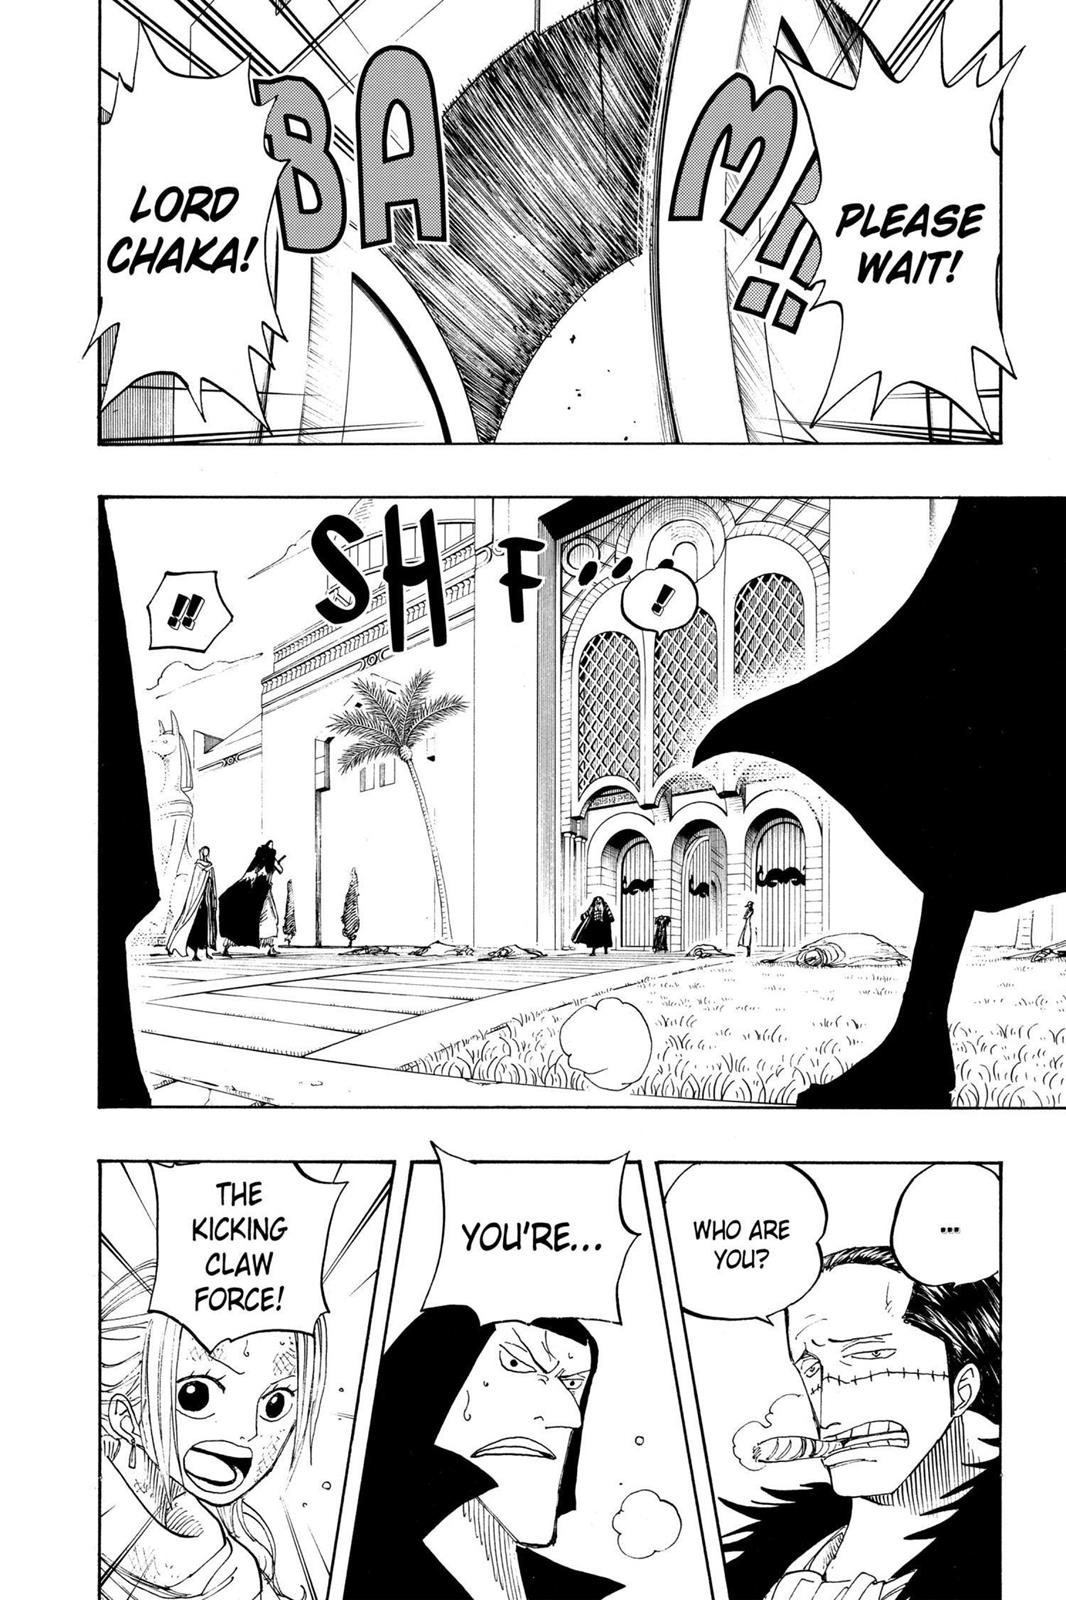 BAM!!
PLEASE
WAIT!
LORD
CHAKA!
SHF...
!
!!
...
WHO ARE
YOU?
YOU'RE...
THE
KICKING
CLAW
FORCE!